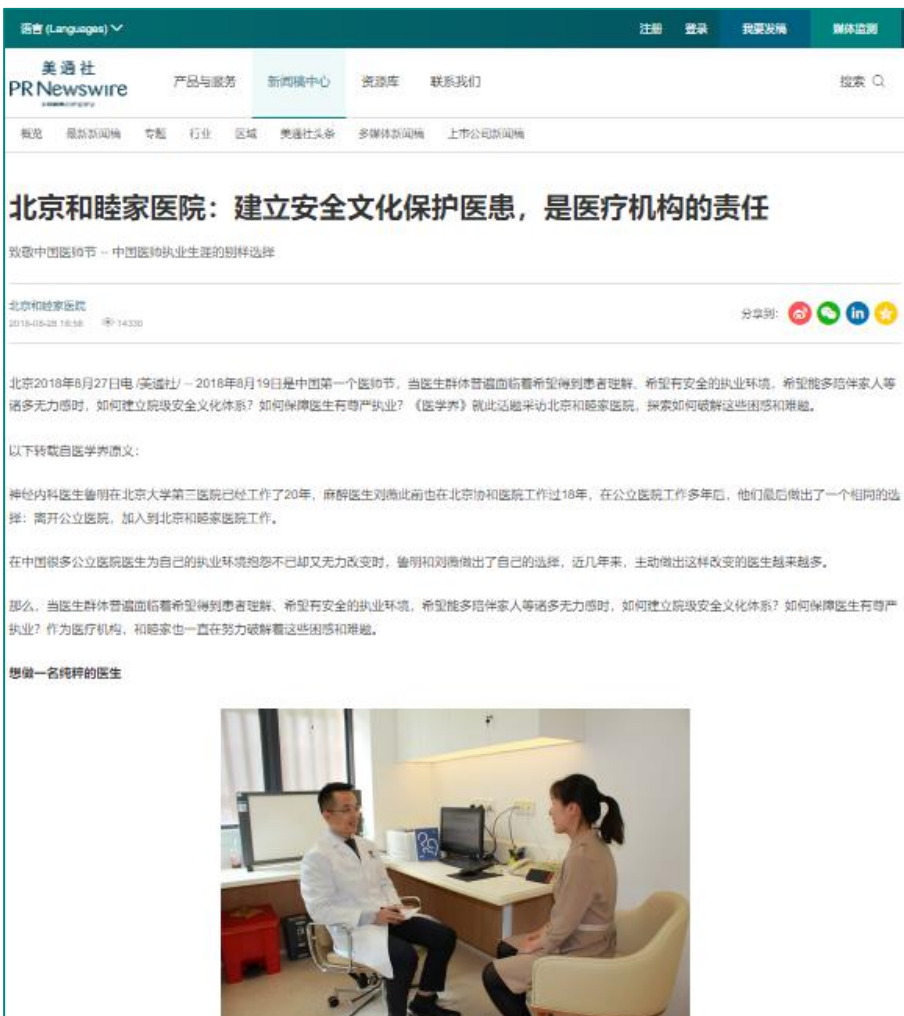 语言 (Languages)
注册 登录 我要发稿 媒体监测
美通社
PR Newswire
产品与服务 新闻稿中心 资源库 联系我们
搜索
概览 最新新闻稿 专题 行业 区域 美通社头条 多媒体新闻稿 上市公司新闻稿
北京和睦家医院：建立安全文化保护医患，是医疗机构的责任
致敬中国医师节 -- 中国医师执业生涯的别样选择
北京和睦家医院
2018-08-28 16:58 14330
分享到:
北京2018年8月27日电 /美通社/ -- 2018年8月19日是中国第一个医师节，当医生群体普遍面临着希望得到患者理解、希望有安全的执业环境，希望能多陪伴家人等
诸多无力感时，如何建立院级安全文化体系？如何保障医生有尊严执业？《医学界》就此话题采访北京和睦家医院，探索如何破解这些困惑和难题。
以下转载自医学界原文：
神经内科医生鲁明在北京大学第三医院已经工作了20年，麻醉医生刘薇此前也在北京协和医院工作过18年，在公立医院工作多年后，他们最后做出了一个相同的选
择：离开公立医院，加入到北京和睦家医院工作。
在中国很多公立医院医生为自己的执业环境抱怨不已却又无力改变时，鲁明和刘薇做出了自己的选择，近几年来，主动做出这样改变的医生越来越多。
那么，当医生群体普遍面临着希望得到患者理解、希望有安全的执业环境，希望能多陪伴家人等诸多无力感时，如何建立院级安全文化体系？如何保障医生有尊严
执业？作为医疗机构，和睦家也一直在努力破解着这些困惑和难题。
想做一名纯粹的医生